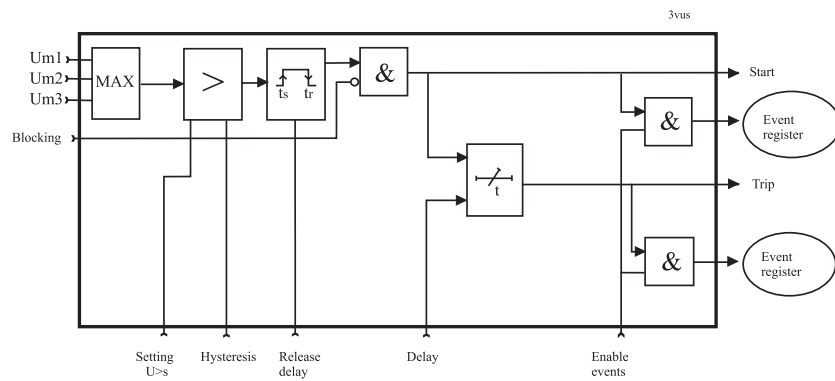 3vus
Um1
Um2
Um3
MAX
>
ts tr
&
Start
&
Event
register
Blocking
t
Trip
&
Event
register
Setting
U>s
Hysteresis
Release
delay
Delay
Enable
events